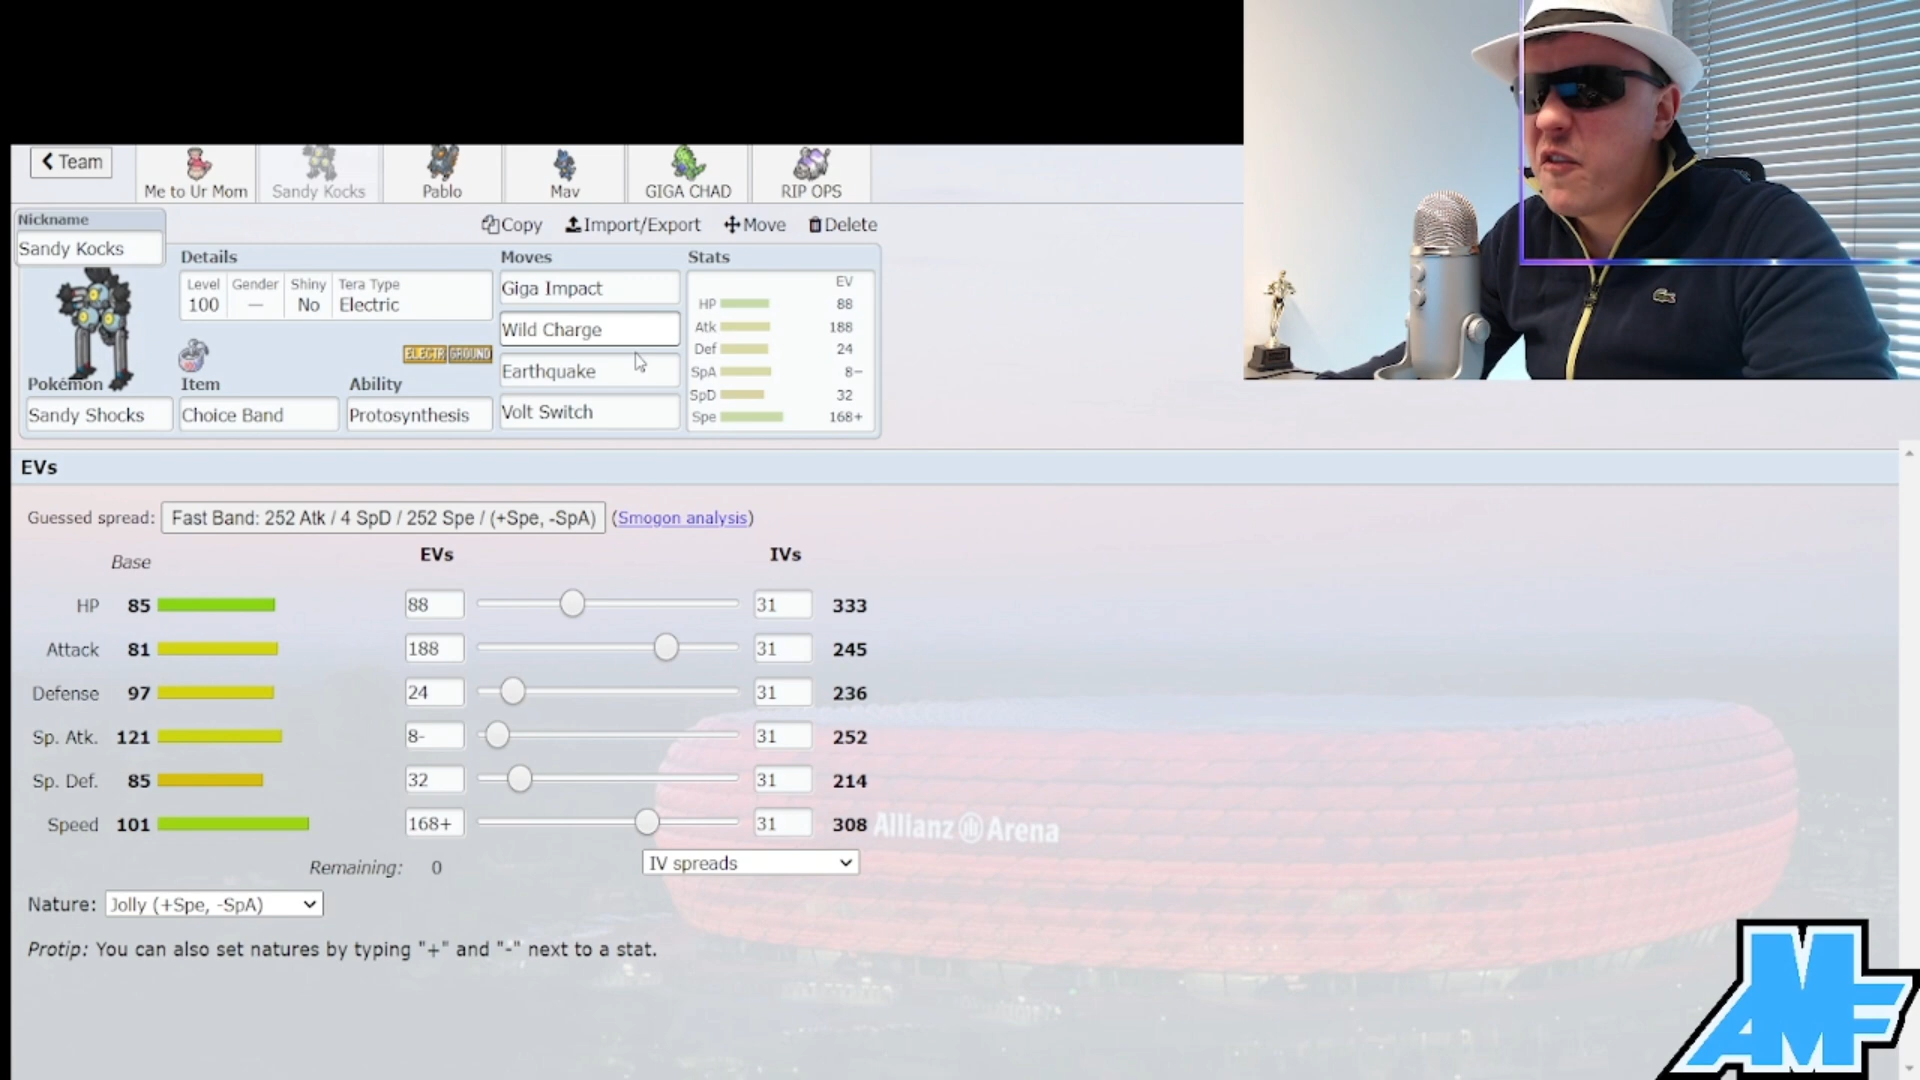 Team
Me to Ur Mom
Sandy Kocks
Pablo
Mav
GIGA CHAD
RIP OPS
Nickname
Sandy Kocks
Copy Import/Export Move Delete
Details Moves Stats
Level Gender Shiny Tera Type
100 — No Electric
Giga Impact
Wild Charge
Earthquake
Volt Switch
EV
HP 88
Atk 188
Def 24
SpA 8−
SpD 32
Spe 168+
ELECTR GROUND
Pokémon Item Ability
Sandy Shocks Choice Band Protosynthesis
EVs
Guessed spread: Fast Band: 252 Atk / 4 SpD / 252 Spe / (+Spe, -SpA) (Smogon analysis)
Base EVs IVs
HP 85 88 31 333
Attack 81 188 31 245
Defense 97 24 31 236
Sp. Atk. 121 8- 31 252
Sp. Def. 85 32 31 214
Speed 101 168+ 31 308
Allianz Arena
Remaining: 0 IV spreads
Nature: Jolly (+Spe, -SpA)
Protip: You can also set natures by typing "+" and "-" next to a stat.
AMF